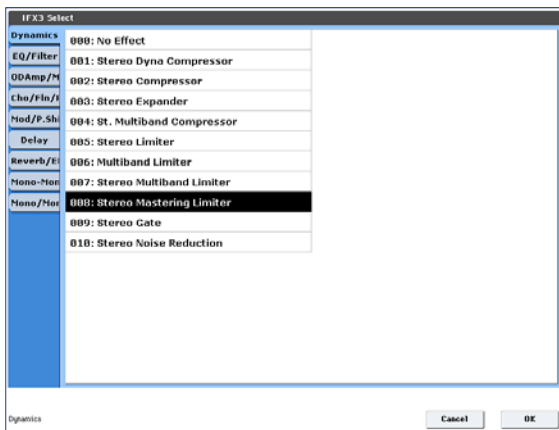 IFX3 Select
Dynamics
EQ/Filter
ODAmp/M
Cho/Fln/
Mod/P.Shi
Delay
Reverb/E
Mono-Mon
Mono/Mon
000: No Effect
001: Stereo Dyna Compressor
002: Stereo Compressor
003: Stereo Expander
004: St. Multiband Compressor
005: Stereo Limiter
006: Multiband Limiter
007: Stereo Multiband Limiter
008: Stereo Mastering Limiter
009: Stereo Gate
010: Stereo Noise Reduction
Dynamics
Cancel
OK